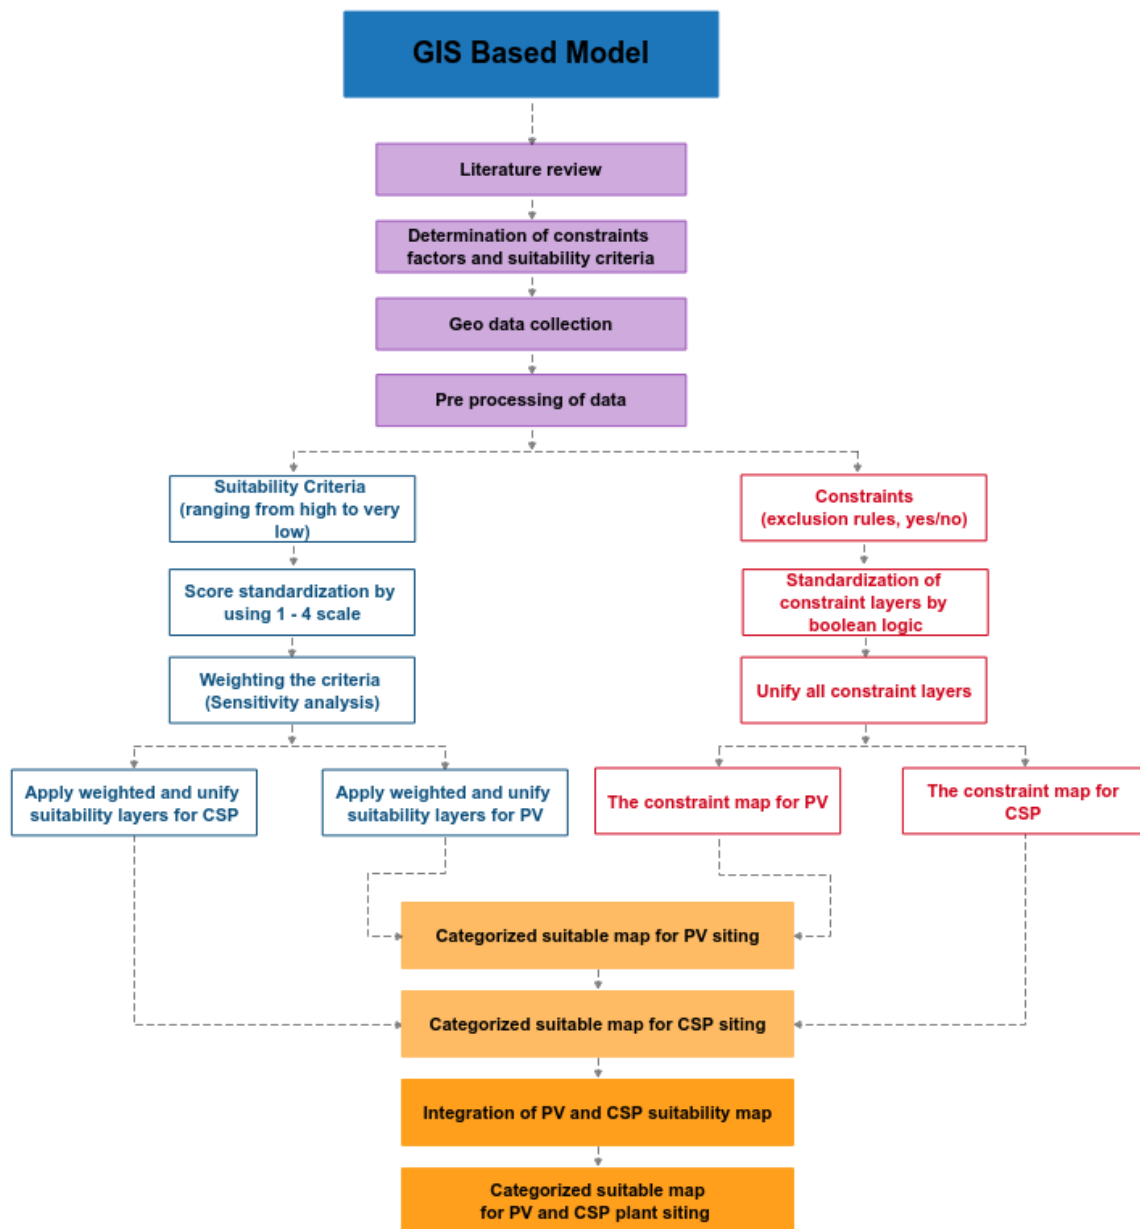 GIS Based Model
Literature review
Determination of constraints
factors and suitability criteria
Geo data collection
Pre processing of data
Suitability Criteria
(ranging from high to very
low)
Constraints
(exclusion rules, yes/no)
Score standardization by
using 1 - 4 scale
Standardization of
constraint layers by
boolean logic
Weighting the criteria
(Sensitivity analysis)
Unify all constraint layers
Apply weighted and unify
suitability layers for CSP
Apply weighted and unify
suitability layers for PV
The constraint map for PV
The constraint map for
CSP
Categorized suitable map for PV siting
Categorized suitable map for CSP siting
Integration of PV and CSP suitability map
Categorized suitable map
for PV and CSP plant siting